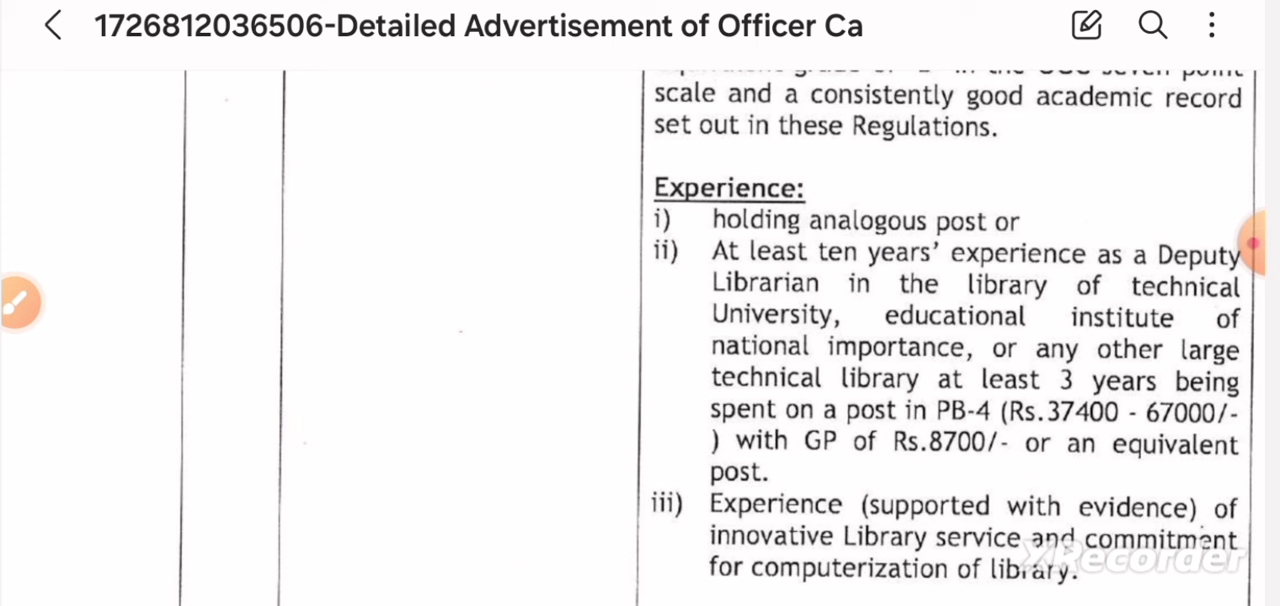 1726812036506-Detailed Advertisement of Officer Ca
scale and a consistently good academic record
set out in these Regulations.
Experience:
i) holding analogous post or
ii) At least ten years’ experience as a Deputy
Librarian in the library of technical
University, educational institute of
national importance, or any other large
technical library at least 3 years being
spent on a post in PB-4 (Rs.37400 - 67000/-
) with GP of Rs.8700/- or an equivalent
post.
iii) Experience (supported with evidence) of
innovative Library service and commitment
for computerization of library.
XRecorder